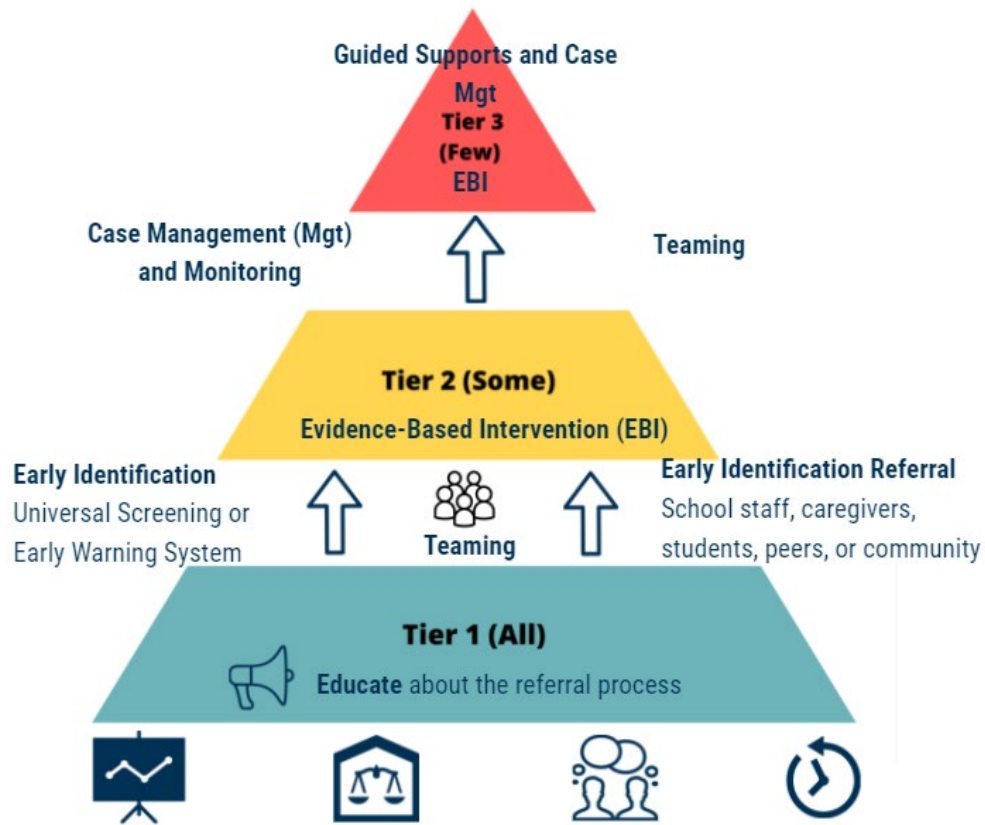 Guided Supports and Case
Mgt
Tier 3
(Few)
EBI
Case Management (Mgt)
and Monitoring
Teaming
Tier 2 (Some)
Evidence-Based Intervention (EBI)
Early Identification
Universal Screening or
Early Warning System
Teaming
Early Identification Referral
School staff, caregivers,
students, peers, or community
Tier 1 (All)
Educate about the referral process